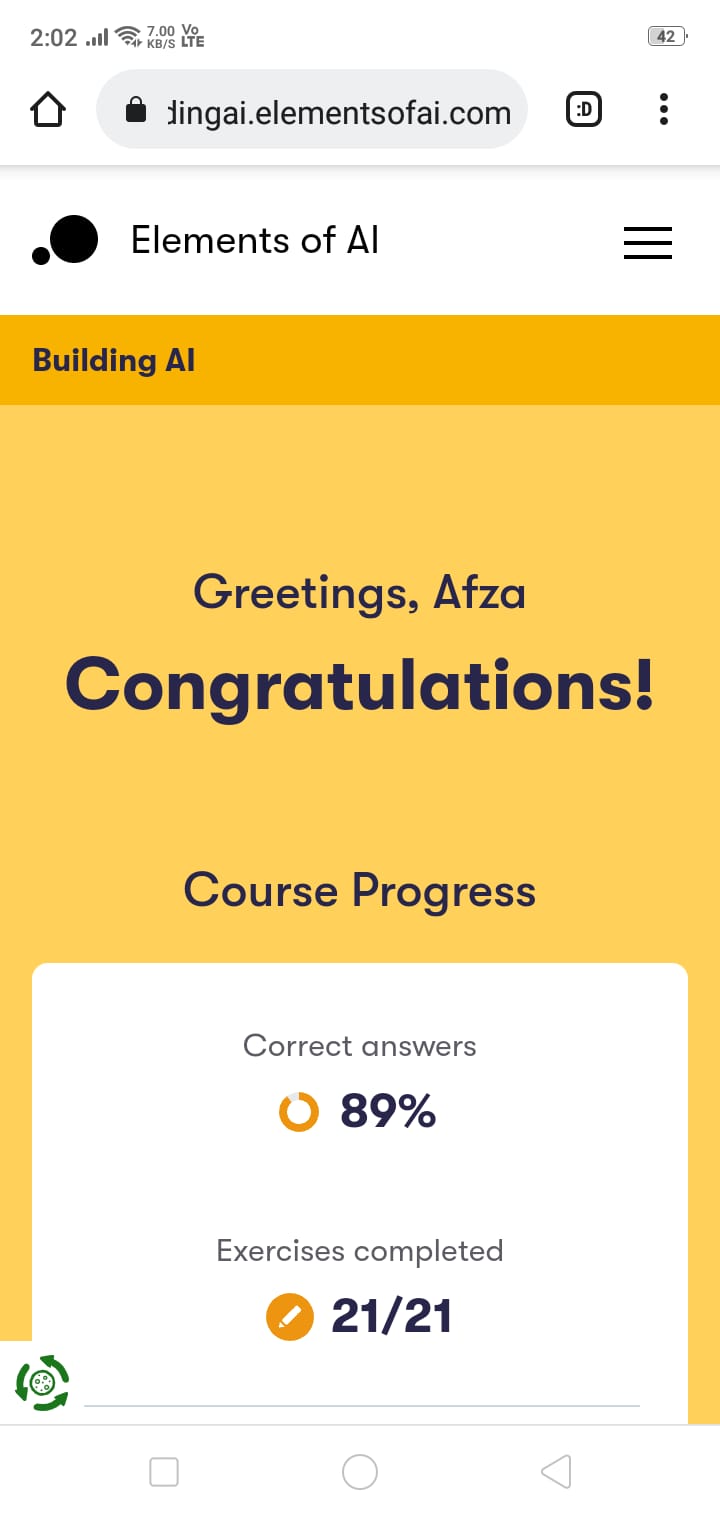 2:02 7.00 KB/S Vo LTE 42
dingai.elementsofai.com :D
Elements of AI
Building AI
Greetings, Afza
Congratulations!
Course Progress
Correct answers
89%
Exercises completed
21/21